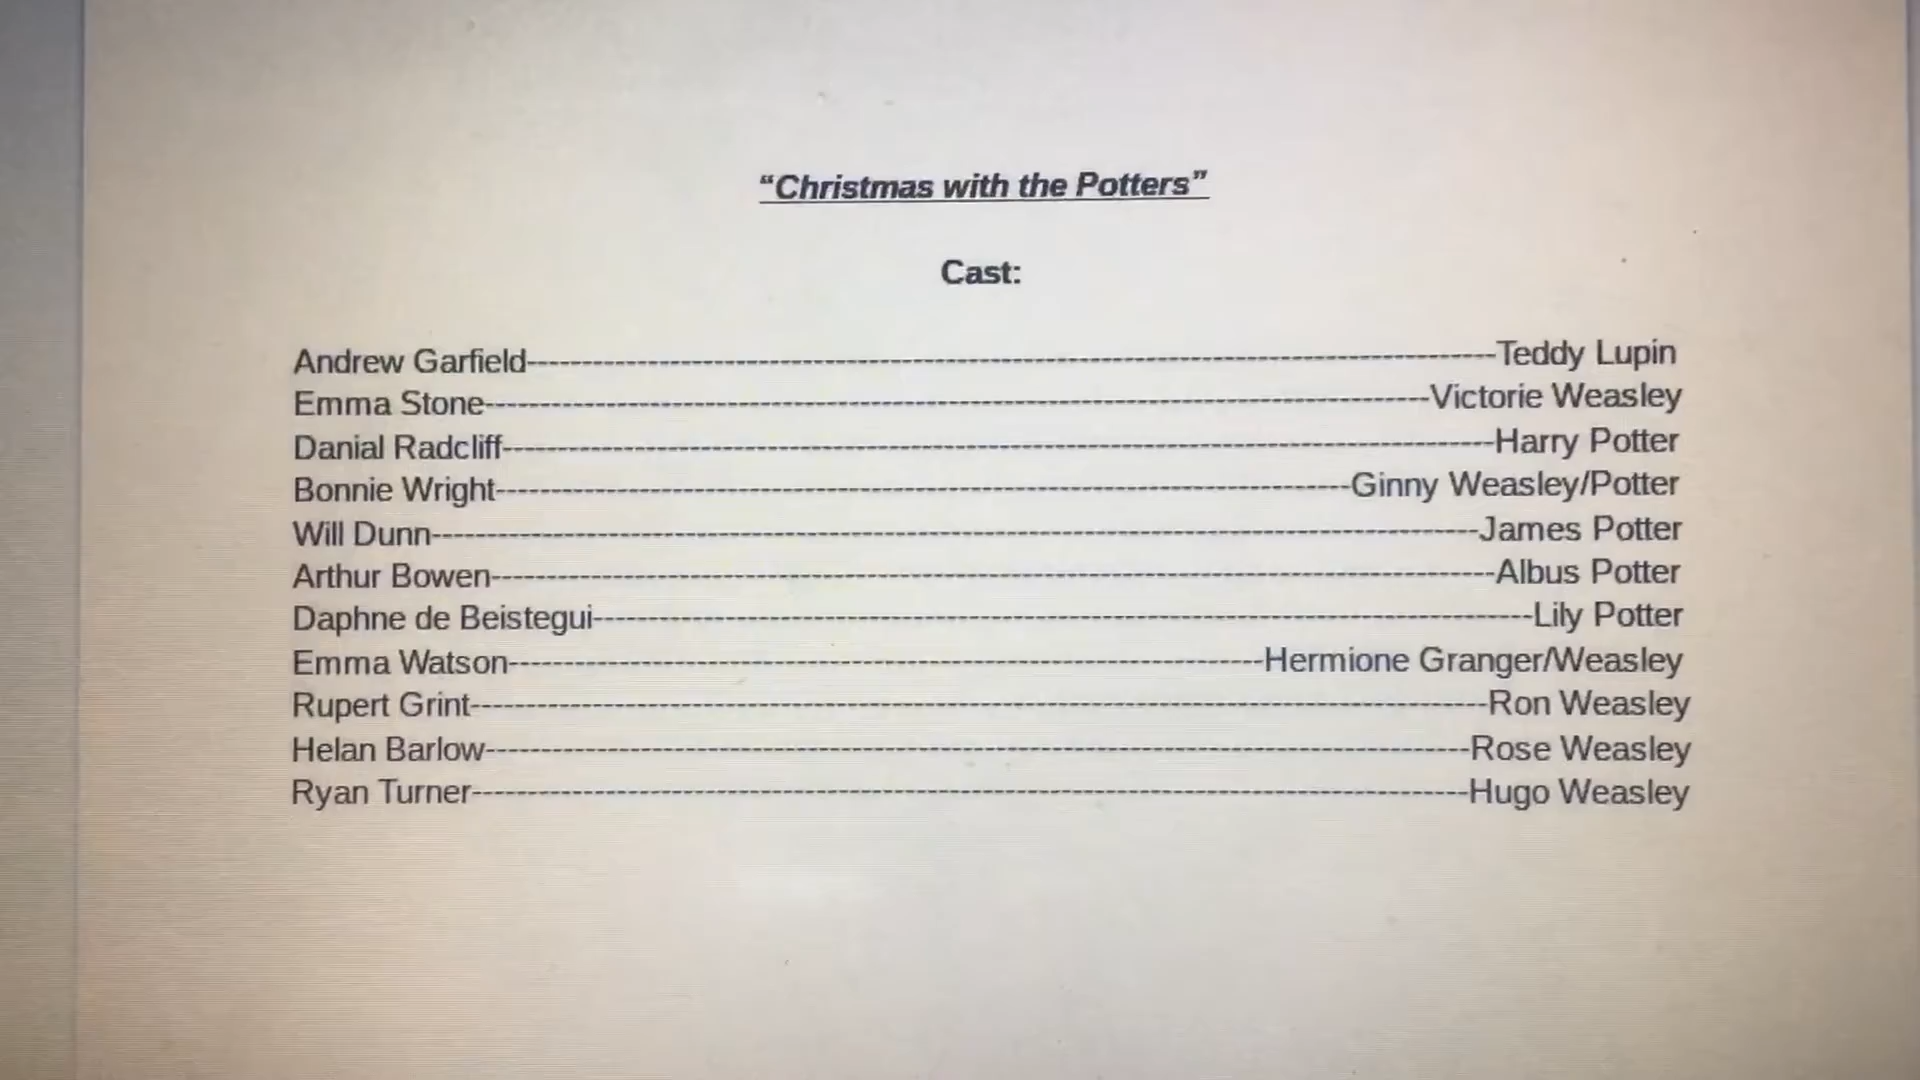 “Christmas with the Potters”
Cast:
Andrew Garfield----------------------------------------------------------------------------------------Teddy Lupin
Emma Stone--------------------------------------------------------------------------------------Victorie Weasley
Danial Radcliff------------------------------------------------------------------------------------------Harry Potter
Bonnie Wright------------------------------------------------------------------------------Ginny Weasley/Potter
Will Dunn------------------------------------------------------------------------------------------------James Potter
Arthur Bowen--------------------------------------------------------------------------------------------Albus Potter
Daphne de Beistegui--------------------------------------------------------------------------------------Lily Potter
Emma Watson---------------------------------------------------------------------Hermione Granger/Weasley
Rupert Grint---------------------------------------------------------------------------------------------Ron Weasley
Helan Barlow------------------------------------------------------------------------------------------Rose Weasley
Ryan Turner-------------------------------------------------------------------------------------------Hugo Weasley